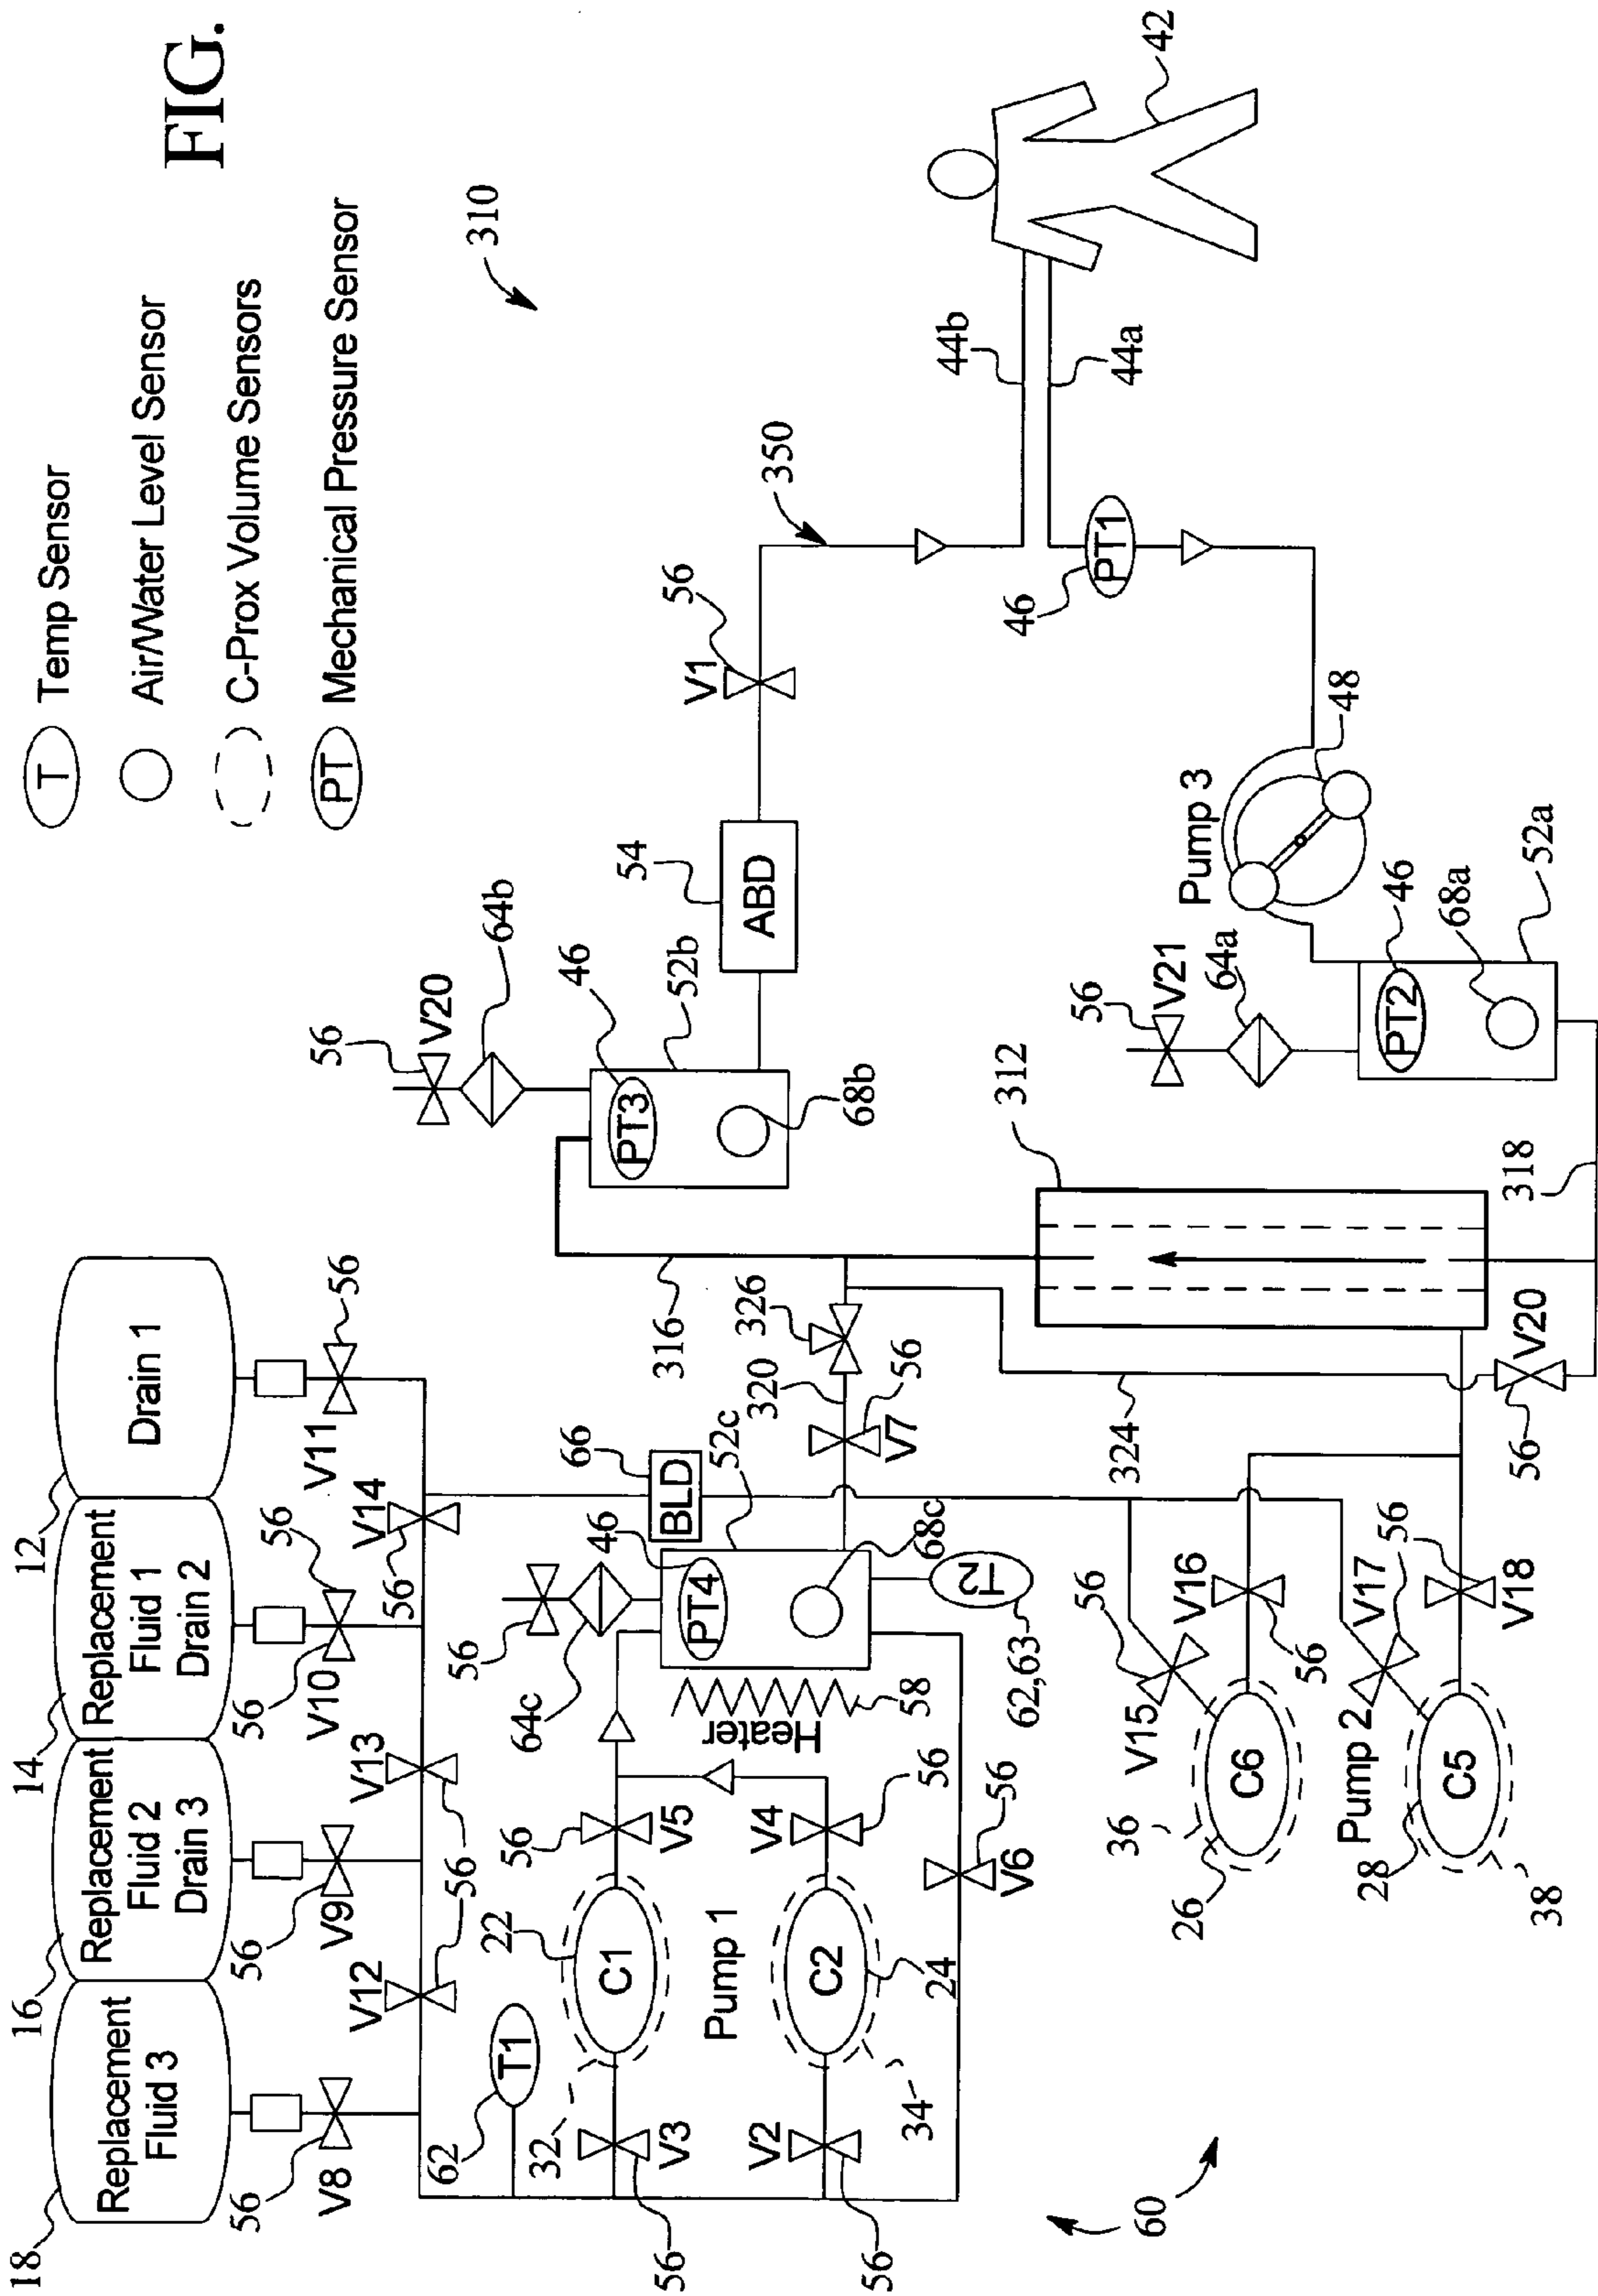 FIG.
T Temp Sensor
Air/Water Level Sensor
C-Prox Volume Sensors
PT Mechanical Pressure Sensor
310
18
16
14
12
Replacement
Fluid 3
Replacement
Fluid 2
Drain 3
Replacement
Fluid 1
Drain 2
Drain 1
56
V8
56
V9
56
V10
56
V11
56
V12
56
V13
56
V14
56
62
T1
66
BLD
32
22
C1
V3
56
56
V5
Pump 1
C2
V2
56
34
24
V4
56
V6
56
64c
56
46
PT4
52c
68c
Heater
58
T2
62,63
V7
56
320
326
316
324
56
V20
64b
46
PT3
52b
68b
54
ABD
V1
56
350
44b
44a
42
46
PT1
Pump 3
48
56
V21
64a
46
PT2
68a
52a
312
318
V20
56
V15
56
V16
56
C6
36
26
Pump 2
V17
56
V18
C5
28
38
60